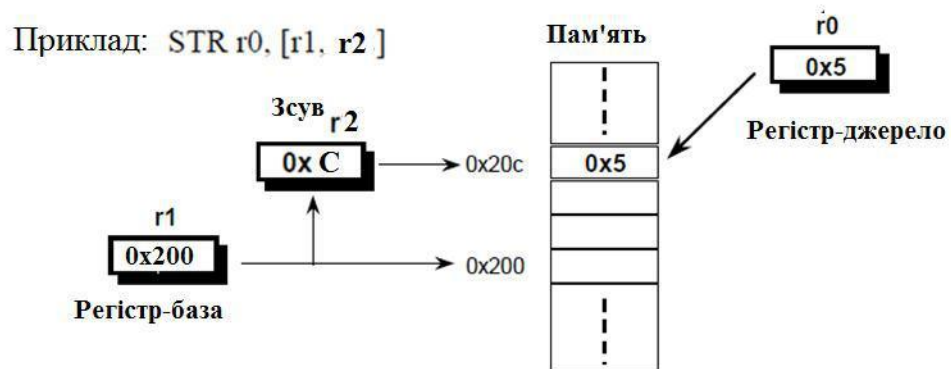 Приклад: STR r0, [r1, r2 ]
Пам'ять
r0
0x5
Регістр-джерело
Зсув
r2
0x C
0x20c
0x5
r1
0x200
0x200
Регістр-база